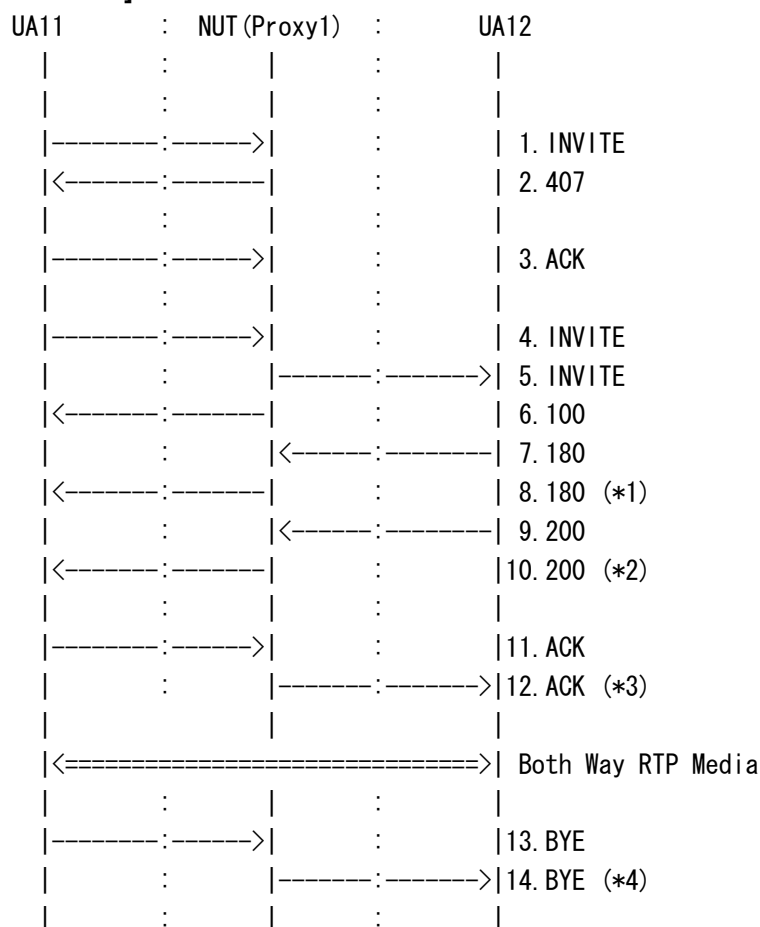 UA11 : NUT(Proxy1) : UA12
| : | : |
| : | : |
|--------:------>| : | 1. INVITE
|<-------:-------| : | 2. 407
| : | : |
|--------:------>| : | 3. ACK
| : | : |
|--------:------>| : | 4. INVITE
| : |-------:------->| 5. INVITE
|<-------:-------| : | 6. 100
| : |<------:--------| 7. 180
|<-------:-------| : | 8. 180 (*1)
| : |<------:--------| 9. 200
|<-------:-------| : |10. 200 (*2)
| : | : |
|--------:------>| : |11. ACK
| : |-------:------->|12. ACK (*3)
| | |
|<===============================>| Both Way RTP Media
| : | : |
|--------:------>| : |13. BYE
| : |-------:------->|14. BYE (*4)
| : | : |